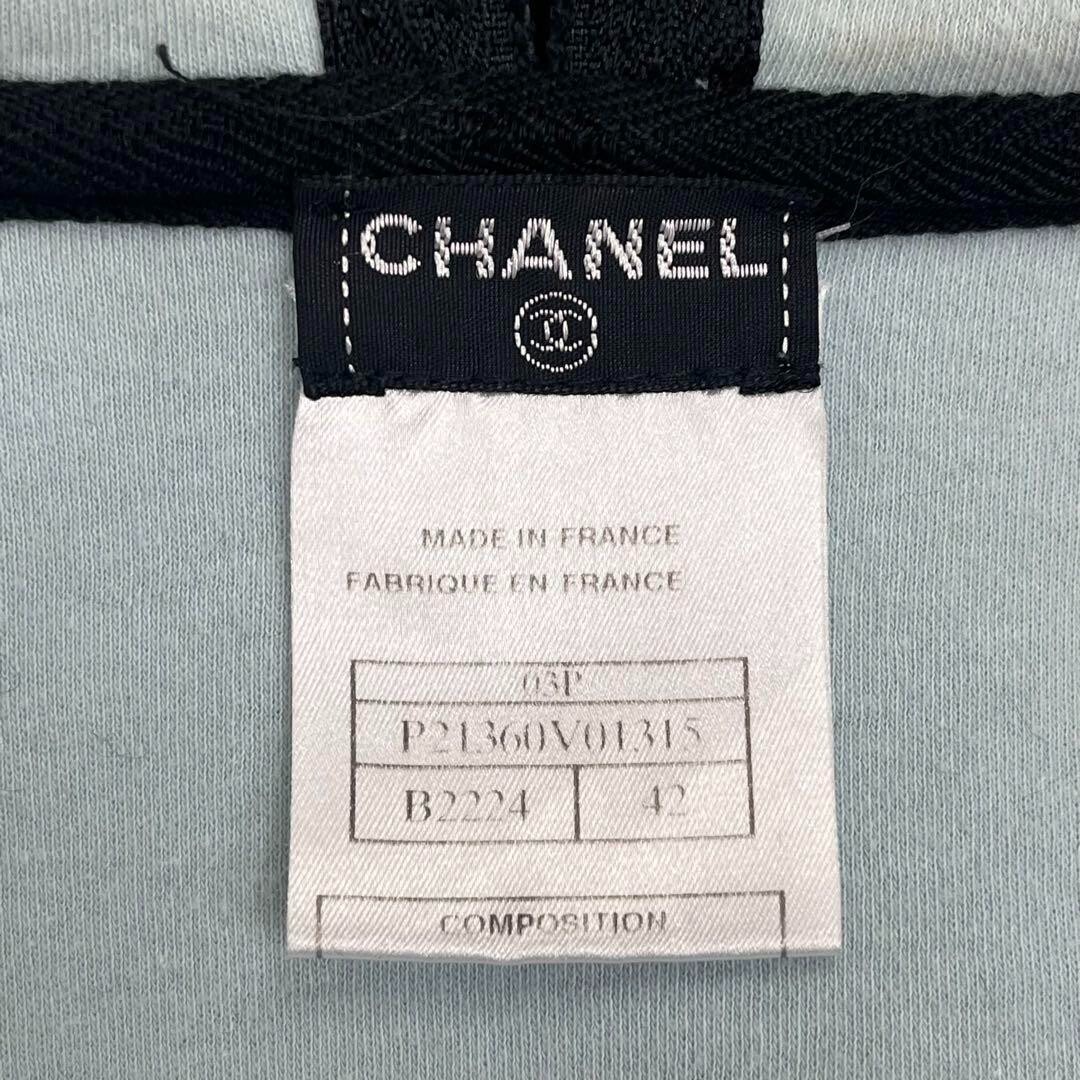 CHANEL
MADE IN FRANCE
FABRIQUE EN FRANCE
03P
P21360V01315
B2224 42
COMPOSITION